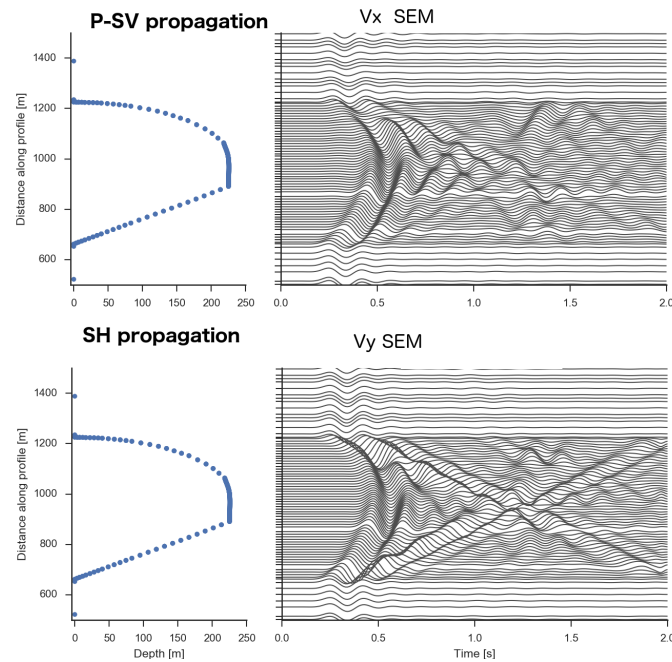 P-SV propagation
Vx SEM
1400
1200
1000
800
600
Distance along profile [m]
0 50 100 150 200 250
0.0 0.5 1.0 1.5 2.0
SH propagation
Vy SEM
1400
1200
1000
800
600
Distance along profile [m]
0 50 100 150 200 250
0.0 0.5 1.0 1.5 2.0
Depth [m]
Time [s]